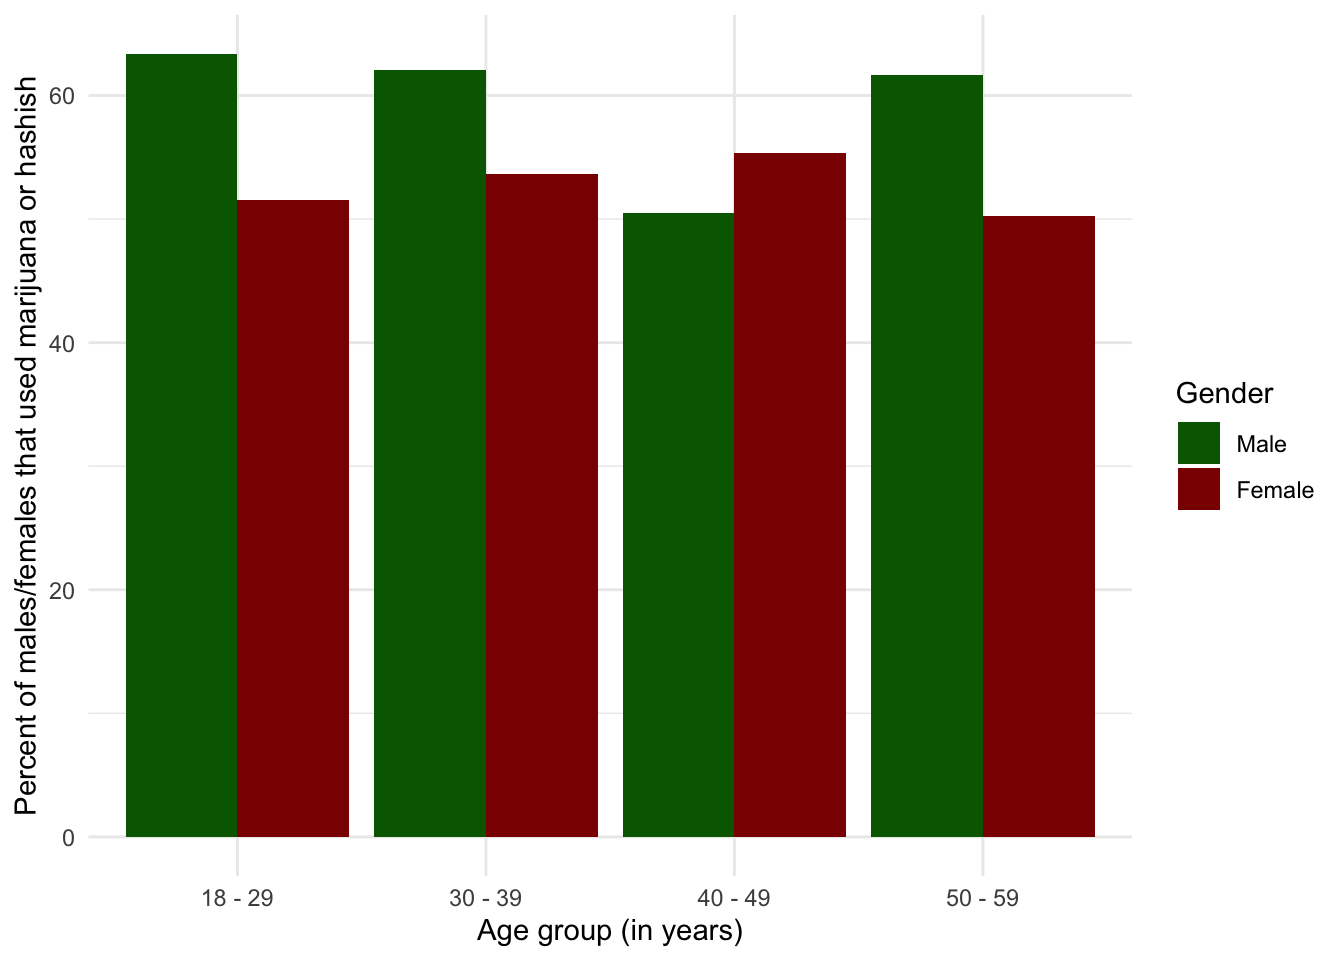 Percent of males/females that used marijuana or hashish
60
40
20
0
18 - 29
30 - 39
40 - 49
50 - 59
Age group (in years)
Gender
Male
Female